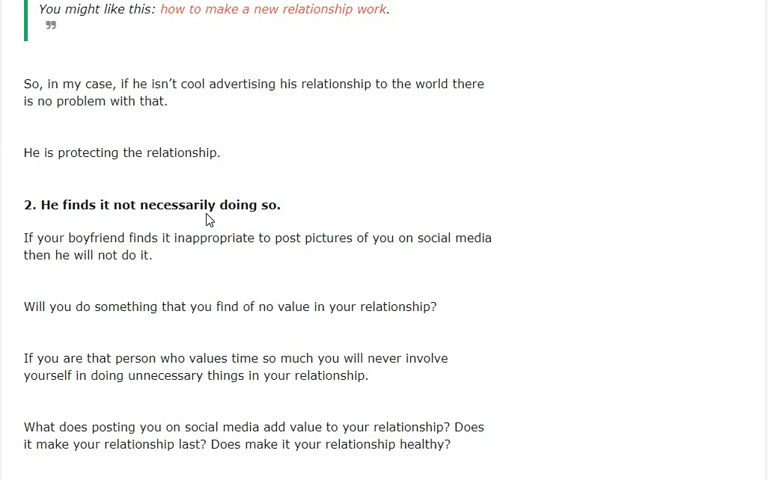 You might like this: how to make a new relationship work.
”
So, in my case, if he isn’t cool advertising his relationship to the world there
is no problem with that.
He is protecting the relationship.
2. He finds it not necessarily doing so.
If your boyfriend finds it inappropriate to post pictures of you on social media
then he will not do it.
Will you do something that you find of no value in your relationship?
If you are that person who values time so much you will never involve
yourself in doing unnecessary things in your relationship.
What does posting you on social media add value to your relationship? Does
it make your relationship last? Does make it your relationship healthy?